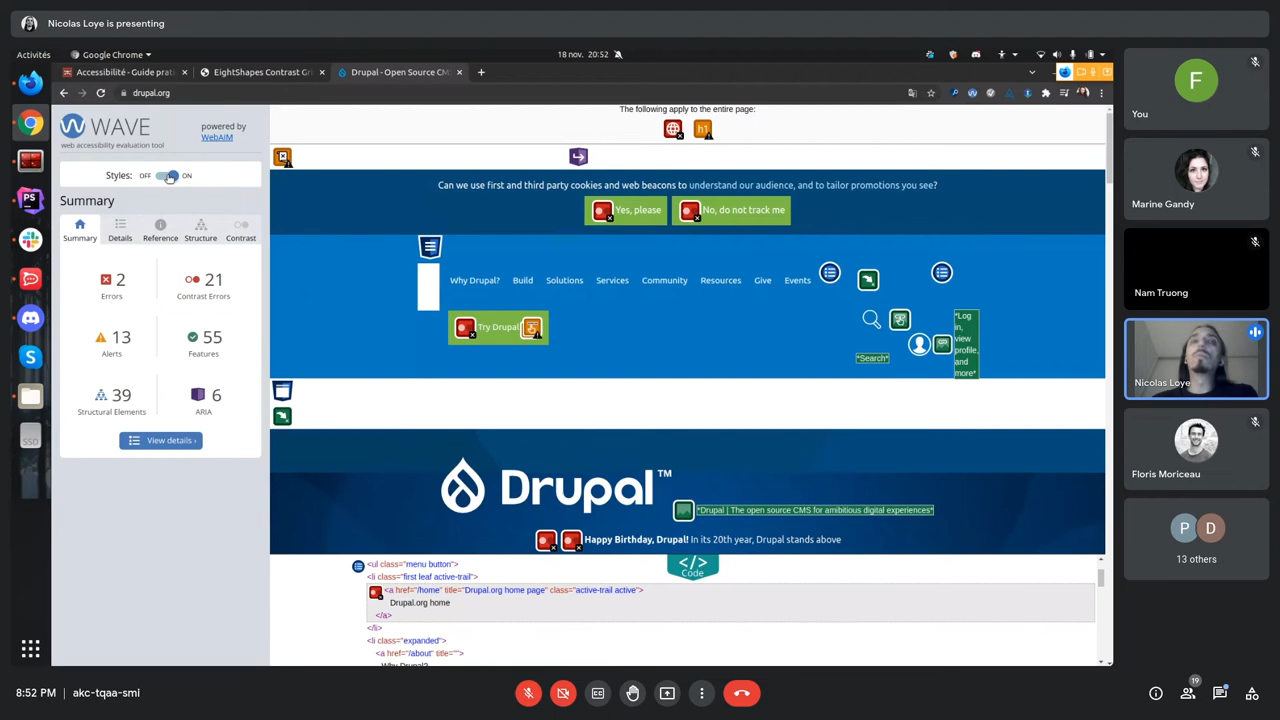 Nicolas Loye is presenting
Activités
Google Chrome
18 nov. 20:52
Accessibilité - Guide prati
EightShapes Contrast Gr
Drupal - Open Source CMS
drupal.org
WAVE
web accessibility evaluation tool
powered by
WebAIM
Styles: OFF ON
Summary
Summary
Details
Reference
Structure
Contrast
2
Errors
21
Contrast Errors
13
Alerts
55
Features
39
Structural Elements
6
ARIA
View details ›
The following apply to the entire page:
h1
Can we use first and third party cookies and web beacons to understand our audience, and to tailor promotions you see?
Yes, please
No, do not track me
Why Drupal? Build Solutions Services Community Resources Give Events
Try Drupal
*Search*
*Log
in,
view
profile,
and
more*
Drupal™
*Drupal | The open source CMS for amibitious digital experiences*
Happy Birthday, Drupal! In its 20th year, Drupal stands above
</>
Code
<ul class="menu button">
<li class="first leaf active-trail">
<a href="/home" title="Drupal.org home page" class="active-trail active">
Drupal.org home
</a>
</li>
<li class="expanded">
<a href="/about" title="">
Why Drupal?
PS
SSD
F
You
Marine Gandy
Nam Truong
Nicolas Loye
Floris Moriceau
P
D
13 others
8:52 PM | akc-tqaa-smi
CC
19